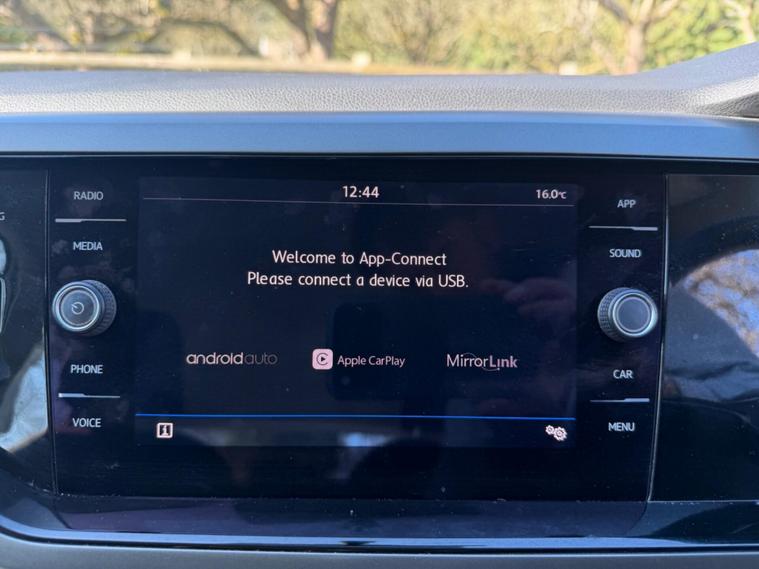 G
RADIO
MEDIA
PHONE
VOICE
12:44
16.0°C
Welcome to App-Connect
Please connect a device via USB.
androidauto
Apple CarPlay
MirrorLink
i
APP
SOUND
CAR
MENU